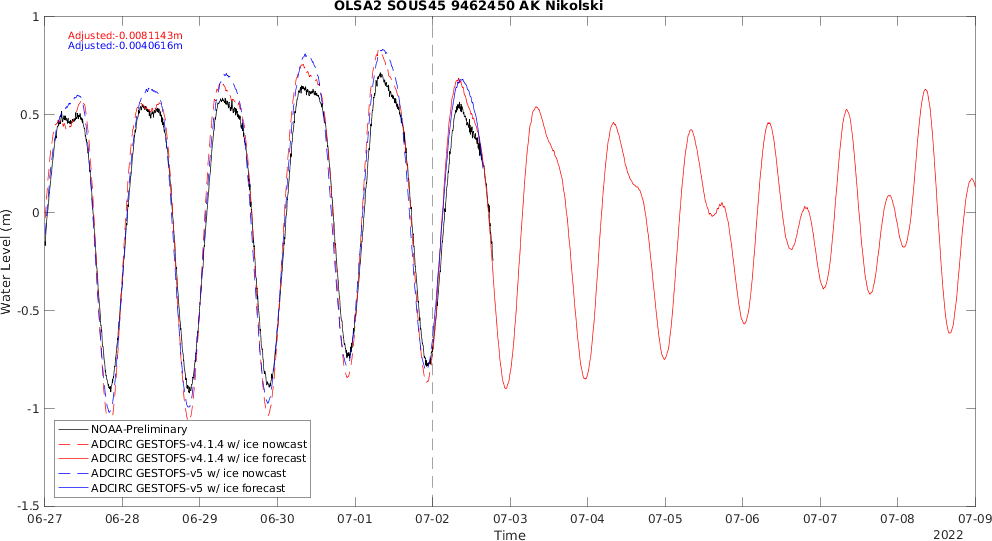 OLSA2 SOUS45 9462450 AK Nikolski
Adjusted:-0.0081143m
Adjusted:-0.0040616m
1
0.5
0
-0.5
-1
-1.5
Water Level (m)
NOAA-Preliminary
ADCIRC GESTOFS-v4.1.4 w/ ice nowcast
ADCIRC GESTOFS-v4.1.4 w/ ice forecast
ADCIRC GESTOFS-v5 w/ ice nowcast
ADCIRC GESTOFS-v5 w/ ice forecast
06-27 06-28 06-29 06-30 07-01 07-02 07-03 07-04 07-05 07-06 07-07 07-08 07-09
Time
2022